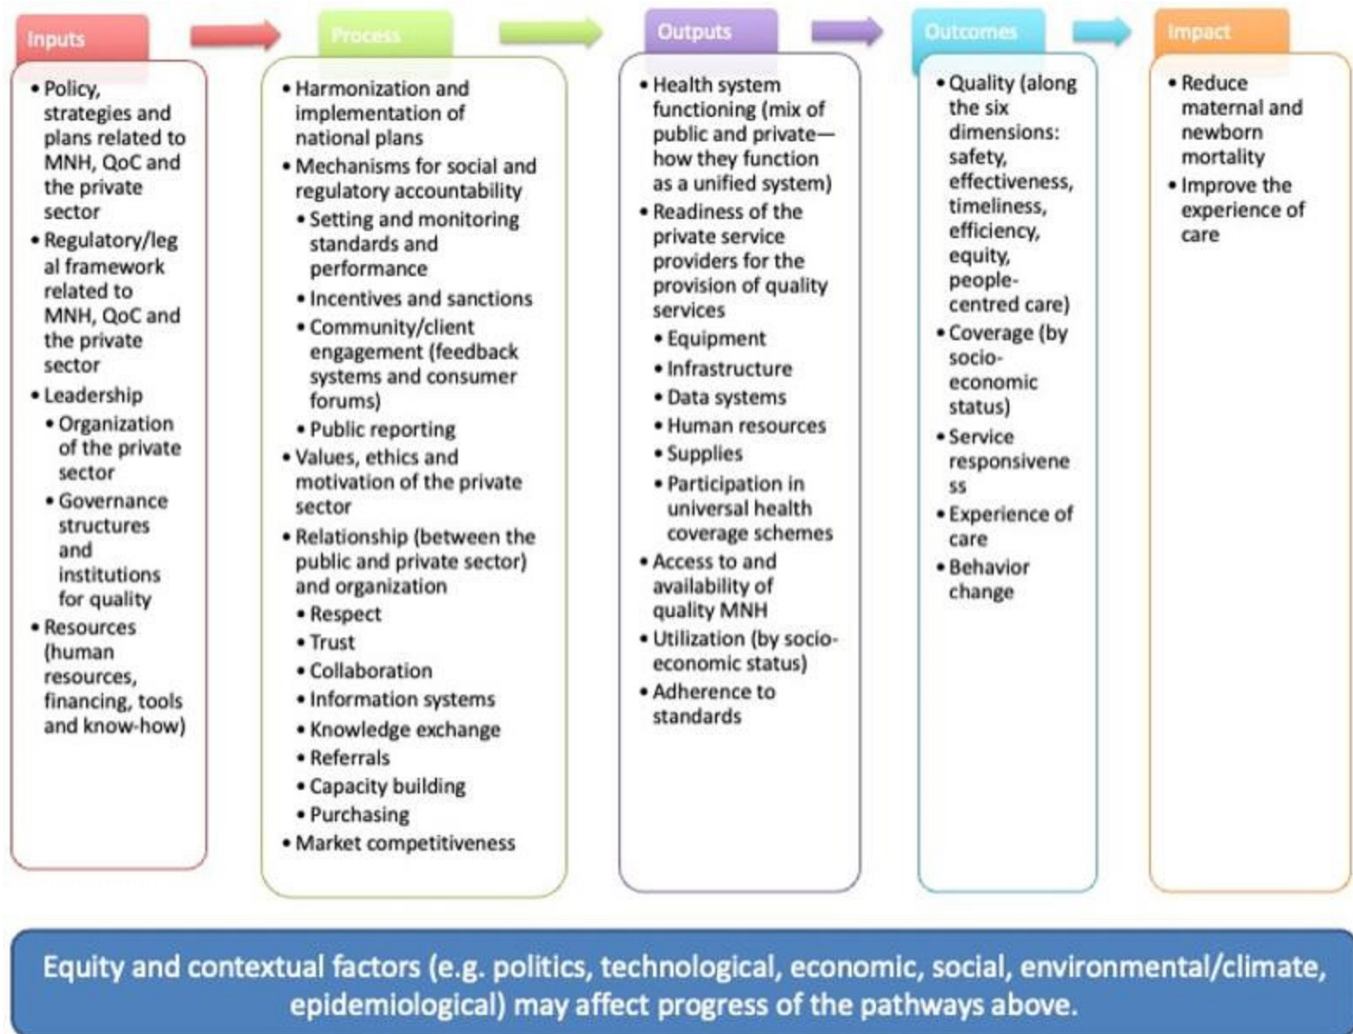 Inputs
• Policy,
strategies and
plans related to
MNH, QoC and
the private
sector
• Regulatory/leg
al framework
related to
MNH, QoC and
the private
sector
• Leadership
• Organization
of the private
sector
• Governance
structures
and
institutions
for quality
• Resources
(human
resources,
financing, tools
and know-how)
Process
• Harmonization and
implementation of
national plans
• Mechanisms for social and
regulatory accountability
• Setting and monitoring
standards and
performance
• Incentives and sanctions
• Community/client
engagement (feedback
systems and consumer
forums)
• Public reporting
• Values, ethics and
motivation of the private
sector
• Relationship (between the
public and private sector)
and organization
• Respect
• Trust
• Collaboration
• Information systems
• Knowledge exchange
• Referrals
• Capacity building
• Purchasing
• Market competitiveness
Outputs
• Health system
functioning (mix of
public and private—
how they function
as a unified system)
• Readiness of the
private service
providers for the
provision of quality
services
• Equipment
• Infrastructure
• Data systems
• Human resources
• Supplies
• Participation in
universal health
coverage schemes
• Access to and
availability of
quality MNH
• Utilization (by socio-
economic status)
• Adherence to
standards
Outcomes
• Quality (along
the six
dimensions:
safety,
effectiveness,
timeliness,
efficiency,
equity,
people-
centred care)
• Coverage (by
socio-
economic
status)
• Service
responsivene
ss
• Experience of
care
• Behavior
change
Impact
• Reduce
maternal and
newborn
mortality
• Improve the
experience of
care
Equity and contextual factors (e.g. politics, technological, economic, social, environmental/climate,
epidemiological) may affect progress of the pathways above.